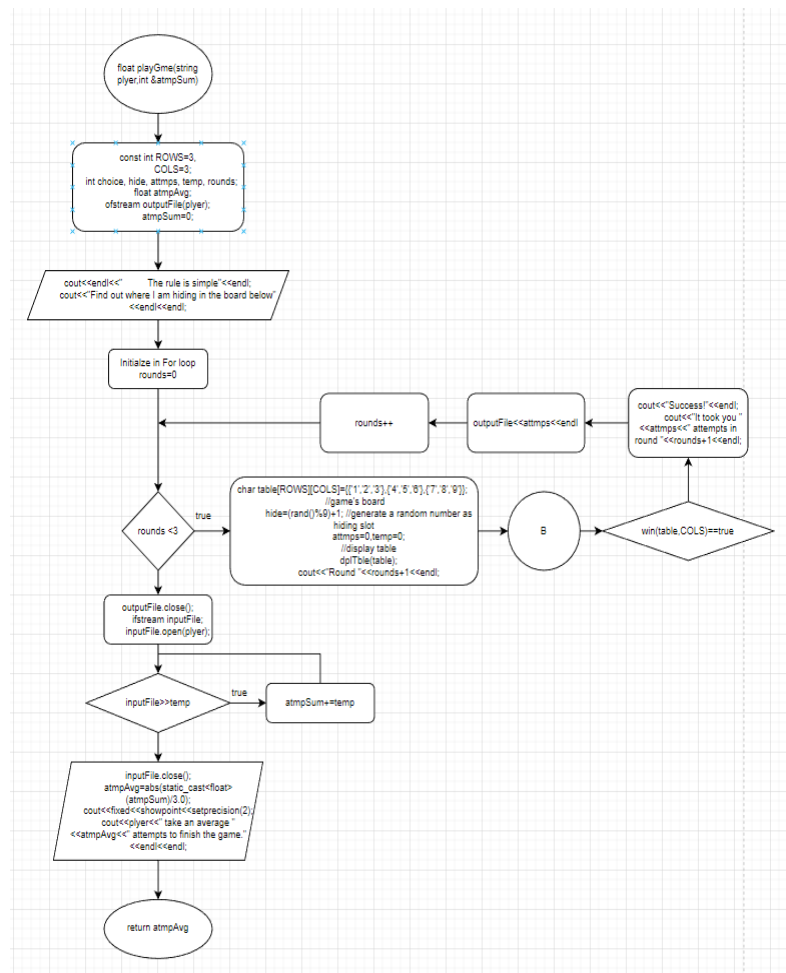 float playGme(string
plyer,int &atmpSum)
const int ROWS=3,
COLS=3;
int choice, hide, attmps, temp, rounds;
float atmpAvg;
ofstream outputFile(plyer);
atmpSum=0;
cout<<endl<<" The rule is simple"<<endl;
cout<<"Find out where I am hiding in the board below"
<<endl<<endl;
Initialze in For loop
rounds=0
rounds++
outputFile<<attmps<<endl
cout<<"Success!"<<endl;
cout<<"It took you "
<<attmps<<" attempts in
round "<<rounds+1<<endl;
rounds <3
true
char table[ROWS][COLS]={{'1','2','3'},{'4','5','6'},{'7','8','9'}};
//game's board
hide=(rand()%9)+1; //generate a random number as
hiding slot
attmps=0,temp=0;
//display table
dplTble(table);
cout<<"Round "<<rounds+1<<endl;
B
win(table,COLS)==true
outputFile.close();
ifstream inputFile;
inputFile.open(plyer);
inputFile>>temp
true
atmpSum+=temp
inputFile.close();
atmpAvg=abs(static_cast<float>
(atmpSum)/3.0);
cout<<fixed<<showpoint<<setprecision(2);
cout<<plyer<<" take an average "
<<atmpAvg<<" attempts to finish the game."
<<endl<<endl;
return atmpAvg